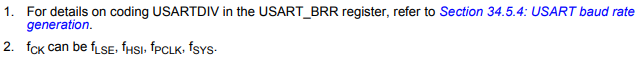 1. For details on coding USARTDIV in the USART_BRR register, refer to Section 34.5.4: USART baud rate
generation.
2. fCK can be fLSE, fHSI, fPCLK, fSYS.